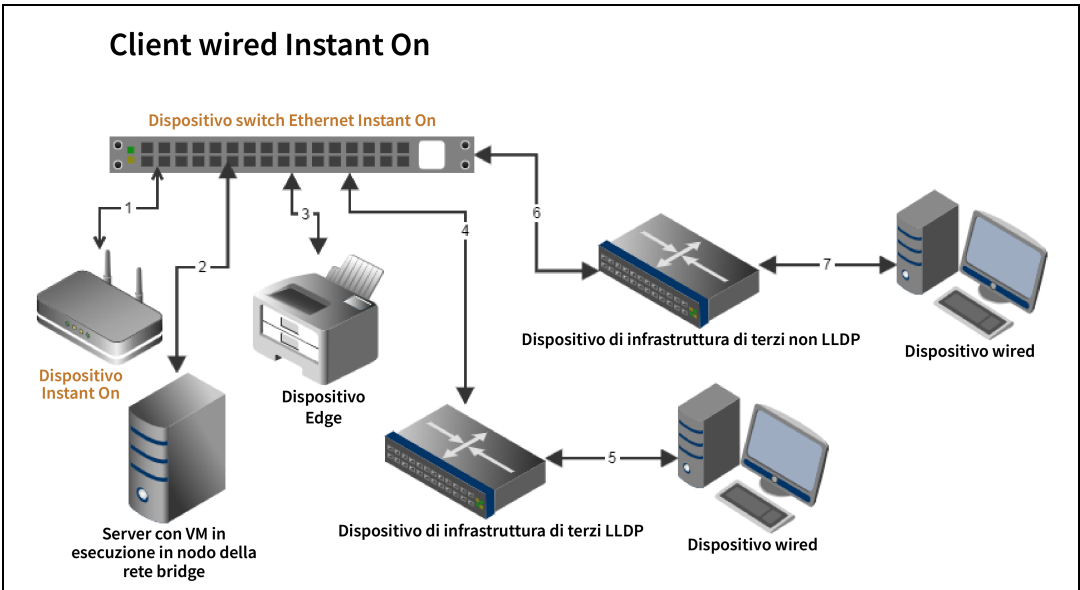 Client wired Instant On
Dispositivo switch Ethernet Instant On
1
2
3
4
6
7
5
Dispositivo
Instant On
Dispositivo
Edge
Dispositivo di infrastruttura di terzi non LLDP
Dispositivo wired
Server con VM in
esecuzione in nodo della
rete bridge
Dispositivo di infrastruttura di terzi LLDP
Dispositivo wired